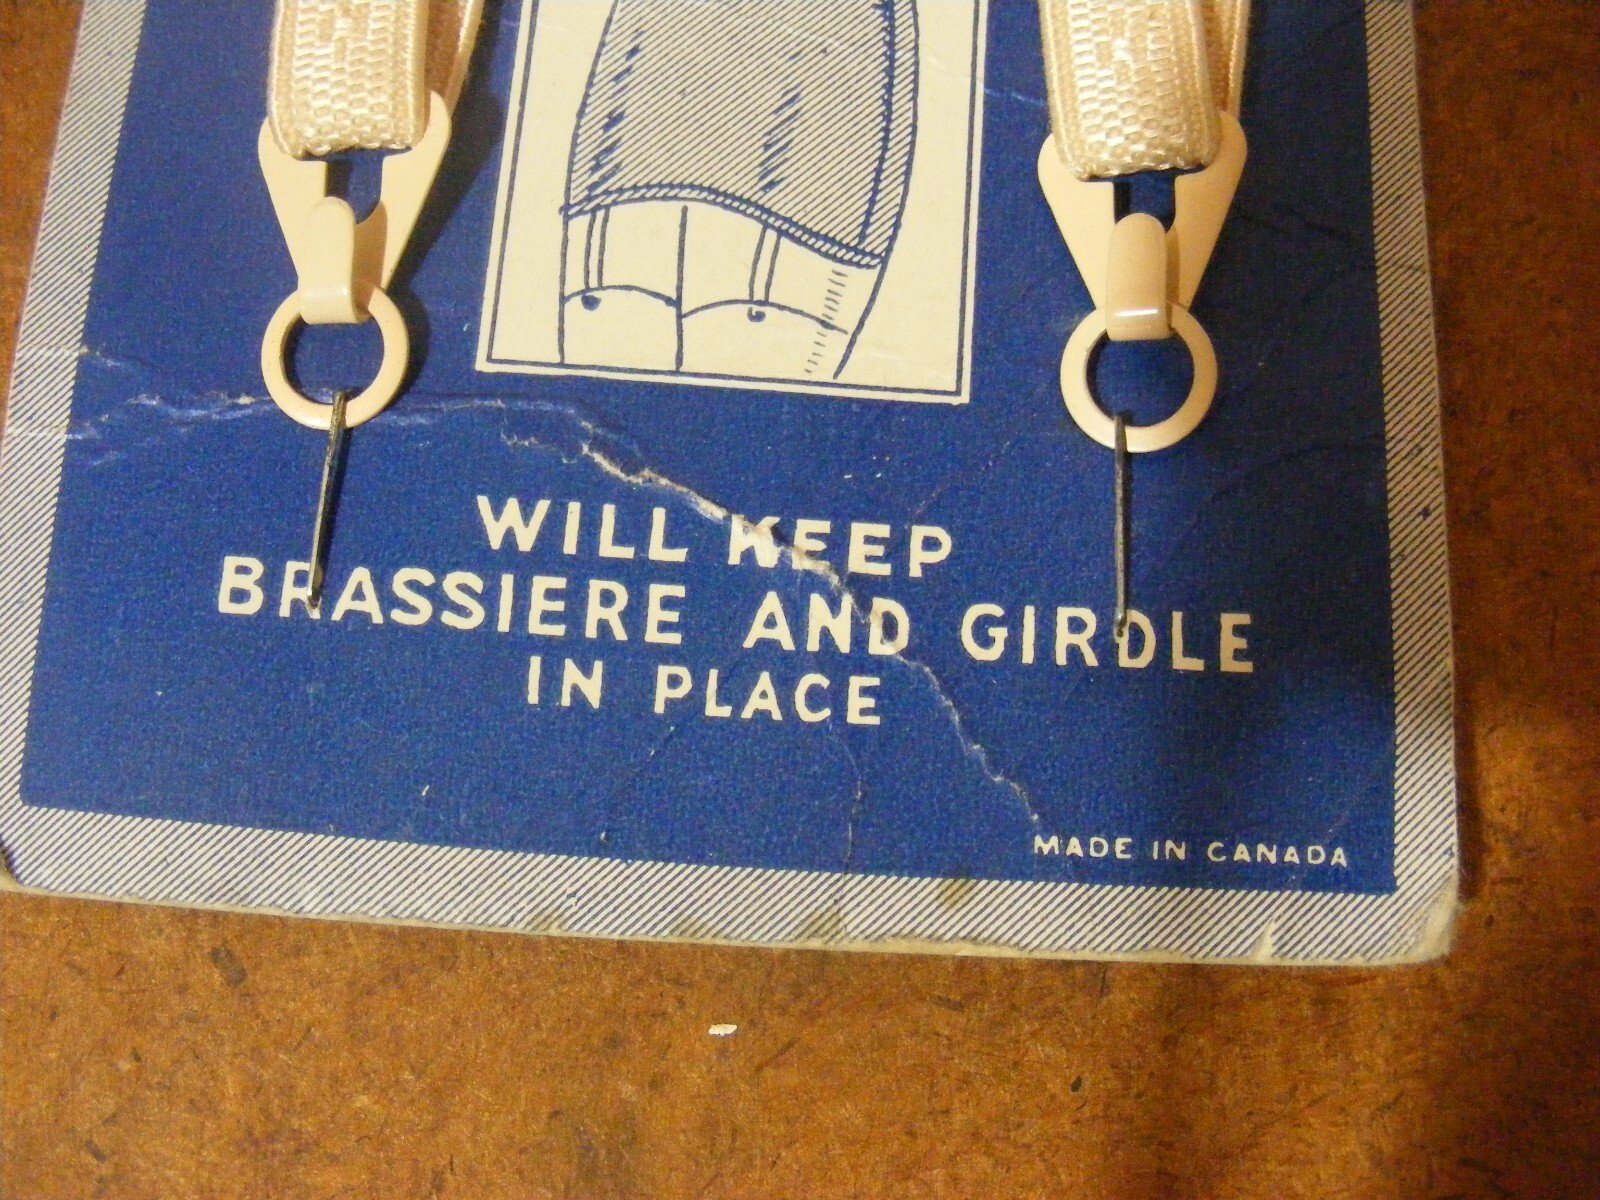 WILL KEEP
BRASSIERE AND GIRDLE
IN PLACE
MADE IN CANADA